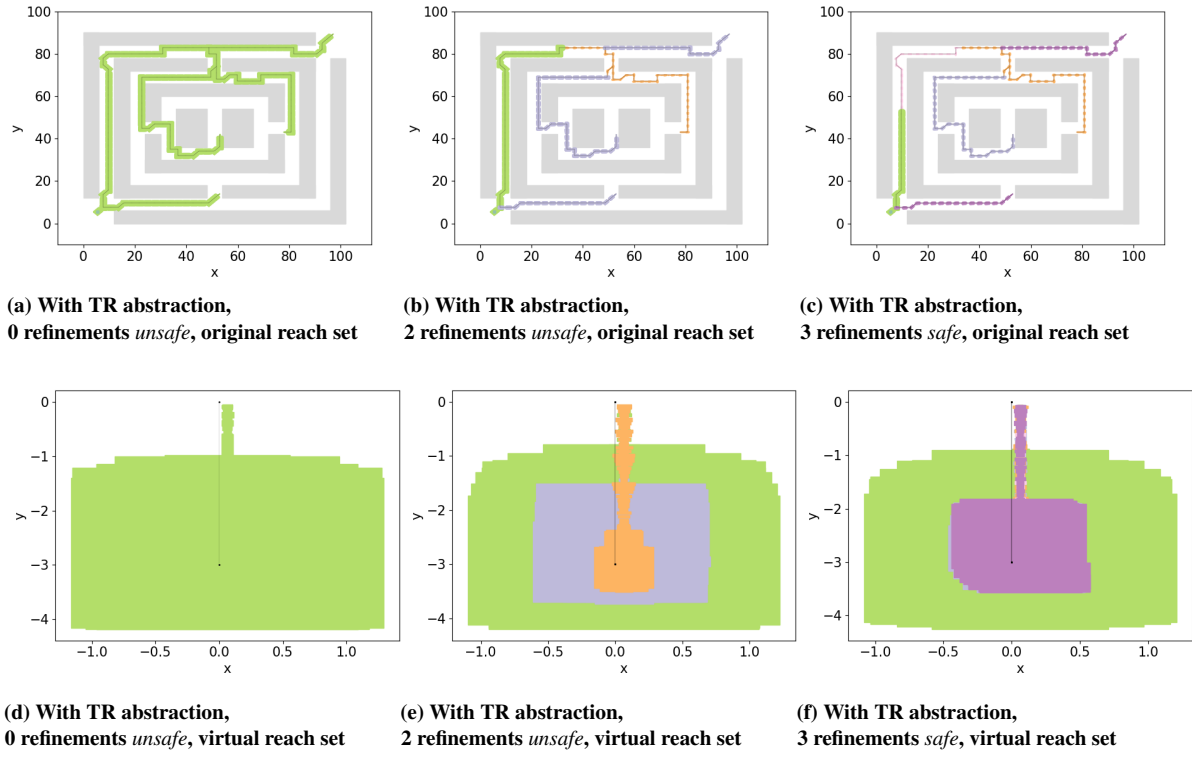 100
80
60
40
20
0
y
0 20 40 60 80 100
x
100
80
60
40
20
0
y
0 20 40 60 80 100
x
100
80
60
40
20
0
y
0 20 40 60 80 100
x
(a) With TR abstraction,
0 refinements unsafe, original reach set
(b) With TR abstraction,
2 refinements unsafe, original reach set
(c) With TR abstraction,
3 refinements safe, original reach set
0
−1
−2
−3
−4
y
−1.0 −0.5 0.0 0.5 1.0
x
0
−1
−2
−3
−4
y
−1.0 −0.5 0.0 0.5 1.0
x
0
−1
−2
−3
−4
y
−1.0 −0.5 0.0 0.5 1.0
x
(d) With TR abstraction,
0 refinements unsafe, virtual reach set
(e) With TR abstraction,
2 refinements unsafe, virtual reach set
(f) With TR abstraction,
3 refinements safe, virtual reach set